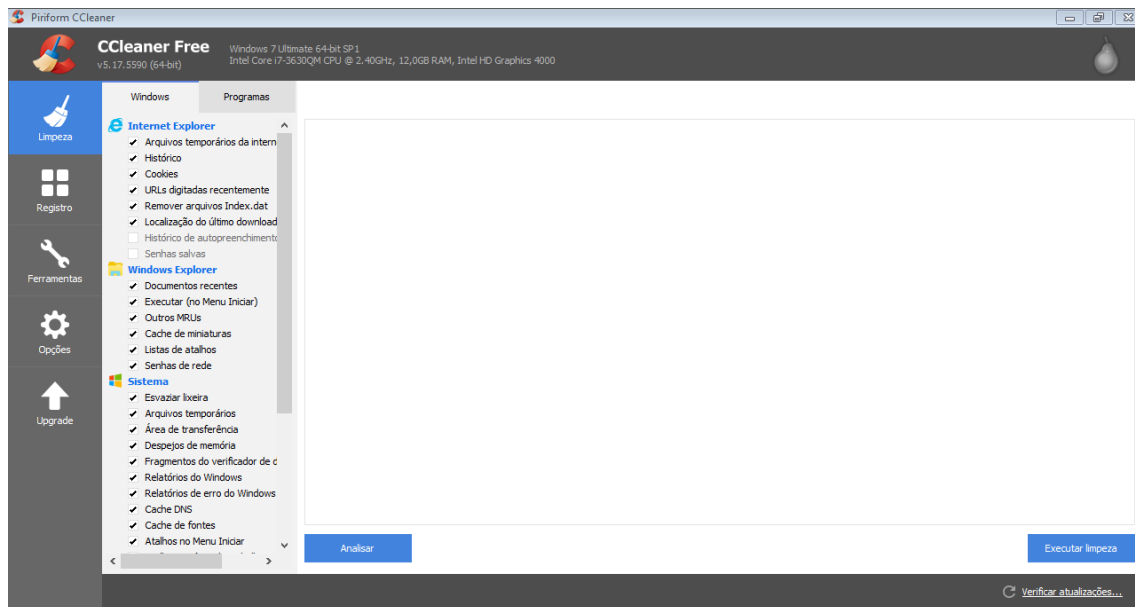 Piriform CCleaner
CCleaner Free
v5.17.5590 (64-bit)
Windows 7 Ultimate 64-bit SP1
Intel Core i7-3630QM CPU @ 2.40GHz, 12,0GB RAM, Intel HD Graphics 4000
Limpeza
Registro
Ferramentas
Opções
Upgrade
Windows
Programas
Internet Explorer
Arquivos temporários da intern
Histórico
Cookies
URLs digitadas recentemente
Remover arquivos Index.dat
Localização do último download
Histórico de autopreenchimento
Senhas salvas
Windows Explorer
Documentos recentes
Executar (no Menu Iniciar)
Outros MRUs
Cache de miniaturas
Listas de atalhos
Senhas de rede
Sistema
Esvaziar lixeira
Arquivos temporários
Área de transferência
Despejos de memória
Fragmentos do verificador de d
Relatórios do Windows
Relatórios de erro do Windows
Cache DNS
Cache de fontes
Atalhos no Menu Iniciar
Analisar
Executar limpeza
Verificar atualizações...